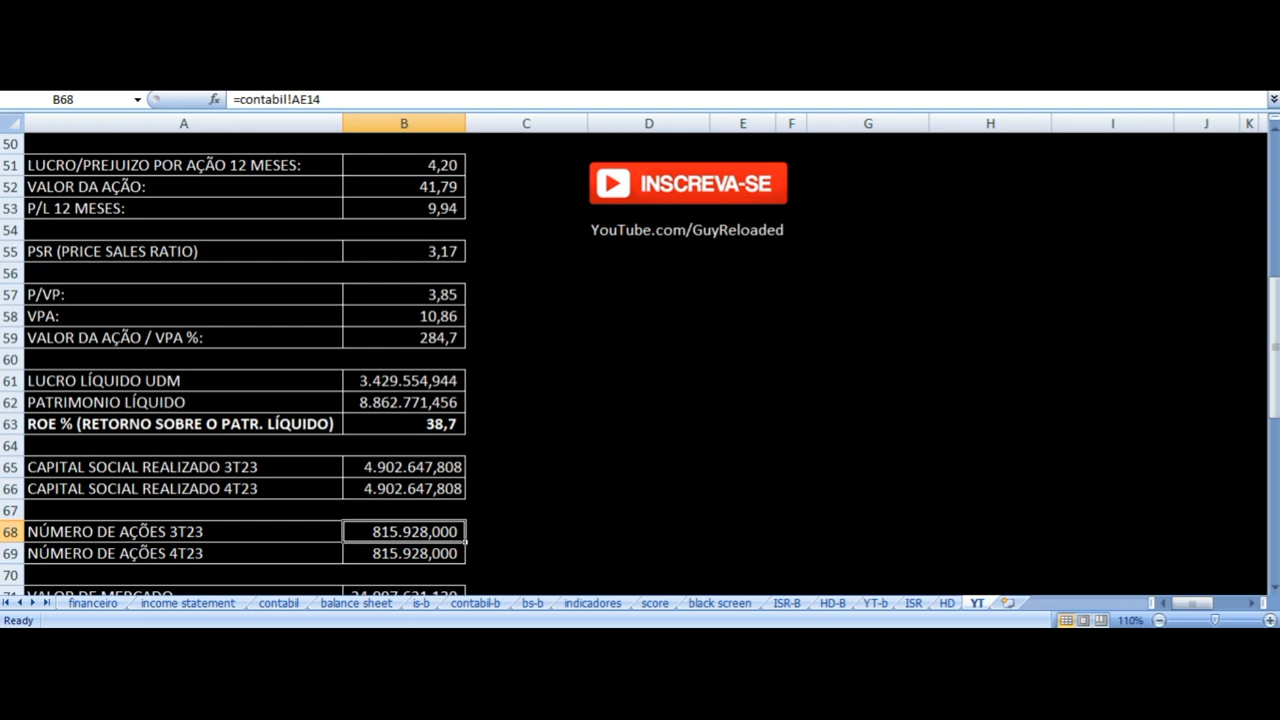 B68 fx =contabil!AE14
A B C D E F G H I J K
50
51 LUCRO/PREJUIZO POR AÇÃO 12 MESES: 4,20
52 VALOR DA AÇÃO: 41,79
53 P/L 12 MESES: 9,94
INSCREVA-SE
54
YouTube.com/GuyReloaded
55 PSR (PRICE SALES RATIO) 3,17
56
57 P/VP: 3,85
58 VPA: 10,86
59 VALOR DA AÇÃO / VPA %: 284,7
60
61 LUCRO LÍQUIDO UDM 3.429.554,944
62 PATRIMONIO LÍQUIDO 8.862.771,456
63 ROE % (RETORNO SOBRE O PATR. LÍQUIDO) 38,7
64
65 CAPITAL SOCIAL REALIZADO 3T23 4.902.647,808
66 CAPITAL SOCIAL REALIZADO 4T23 4.902.647,808
67
68 NÚMERO DE AÇÕES 3T23 815.928,000
69 NÚMERO DE AÇÕES 4T23 815.928,000
70
71 VALOR DE MERCADO
financeiro income statement contabil balance sheet is-b contabil-b bs-b indicadores score black screen ISR-B HD-B YT-b ISR HD YT
Ready 110%